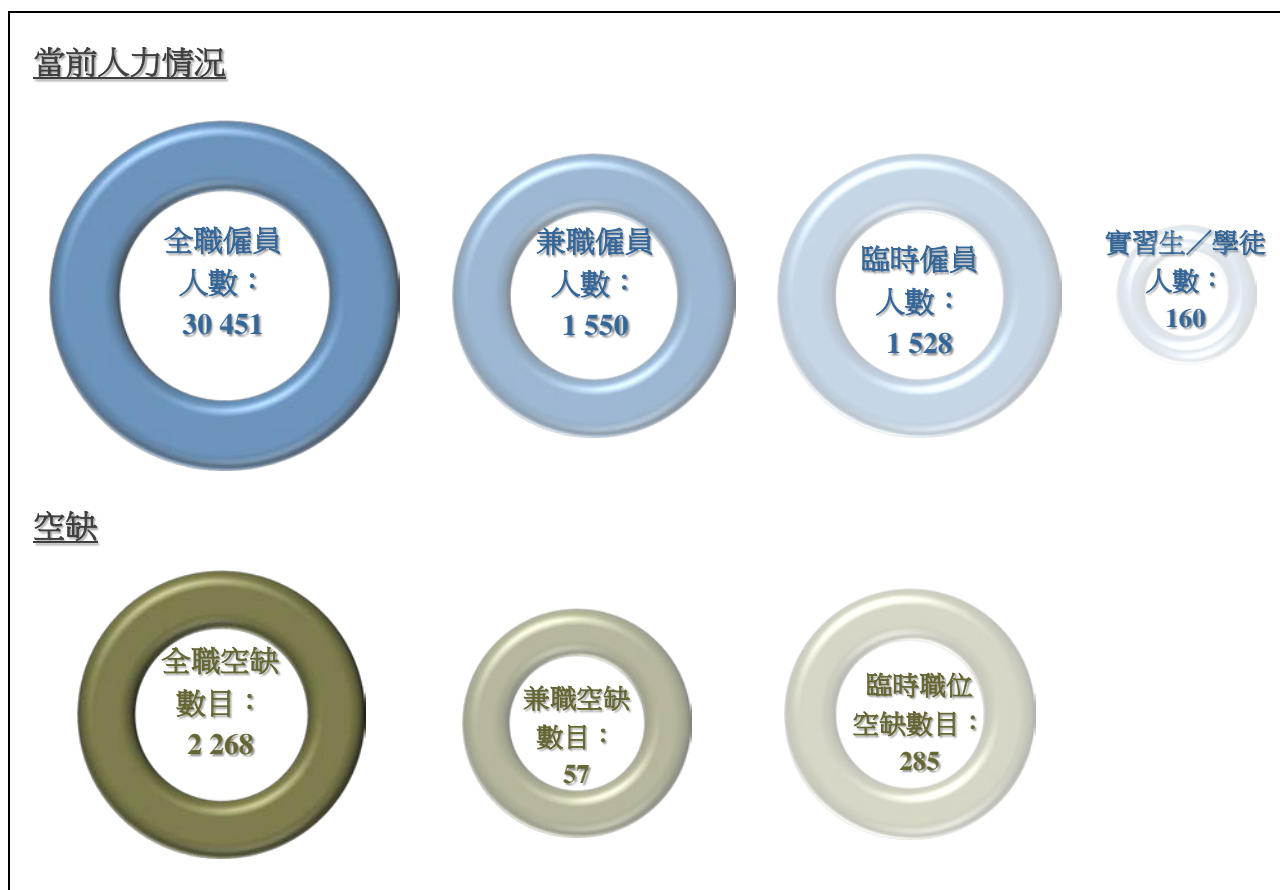 當前人力情況
全職僱員
人數：
30 451
兼職僱員
人數：
1 550
臨時僱員
人數：
1 528
實習生／學徒
人數：
160
空缺
全職空缺
數目：
2 268
兼職空缺
數目：
57
臨時職位
空缺數目：
285